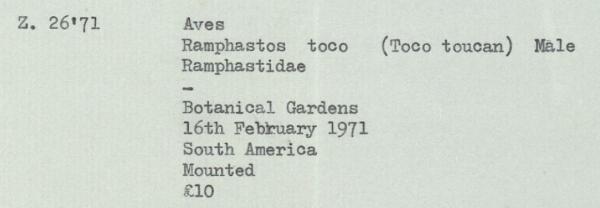 Z. 26'71 Aves
Ramphastos toco (Toco toucan) Male
Ramphastidae
-
Botanical Gardens
16th February 1971
South America
Mounted
£10